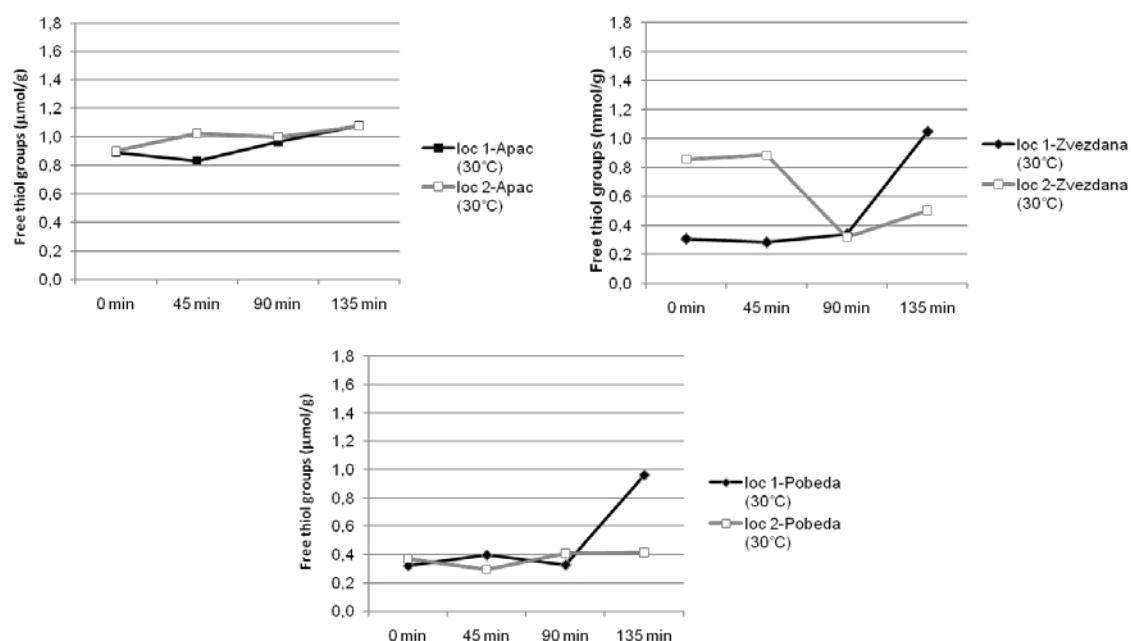 Free thiol groups (μmol/g)
1,8
1,6
1,4
1,2
1,0
0,8
0,6
0,4
0,2
0,0
0 min 45 min 90 min 135 min
loc 1-Apac
(30°C)
loc 2-Apac
(30°C)
Free thiol groups (mmol/g)
1,8
1,6
1,4
1,2
1,0
0,8
0,6
0,4
0,2
0,0
0 min 45 min 90 min 135 min
loc 1-Zvezdana
(30°C)
loc 2-Zvezdana
(30°C)
Free thiol groups (μmol/g)
1,8
1,6
1,4
1,2
1,0
0,8
0,6
0,4
0,2
0,0
0 min 45 min 90 min 135 min
loc 1-Pobeda
(30°C)
loc 2-Pobeda
(30°C)